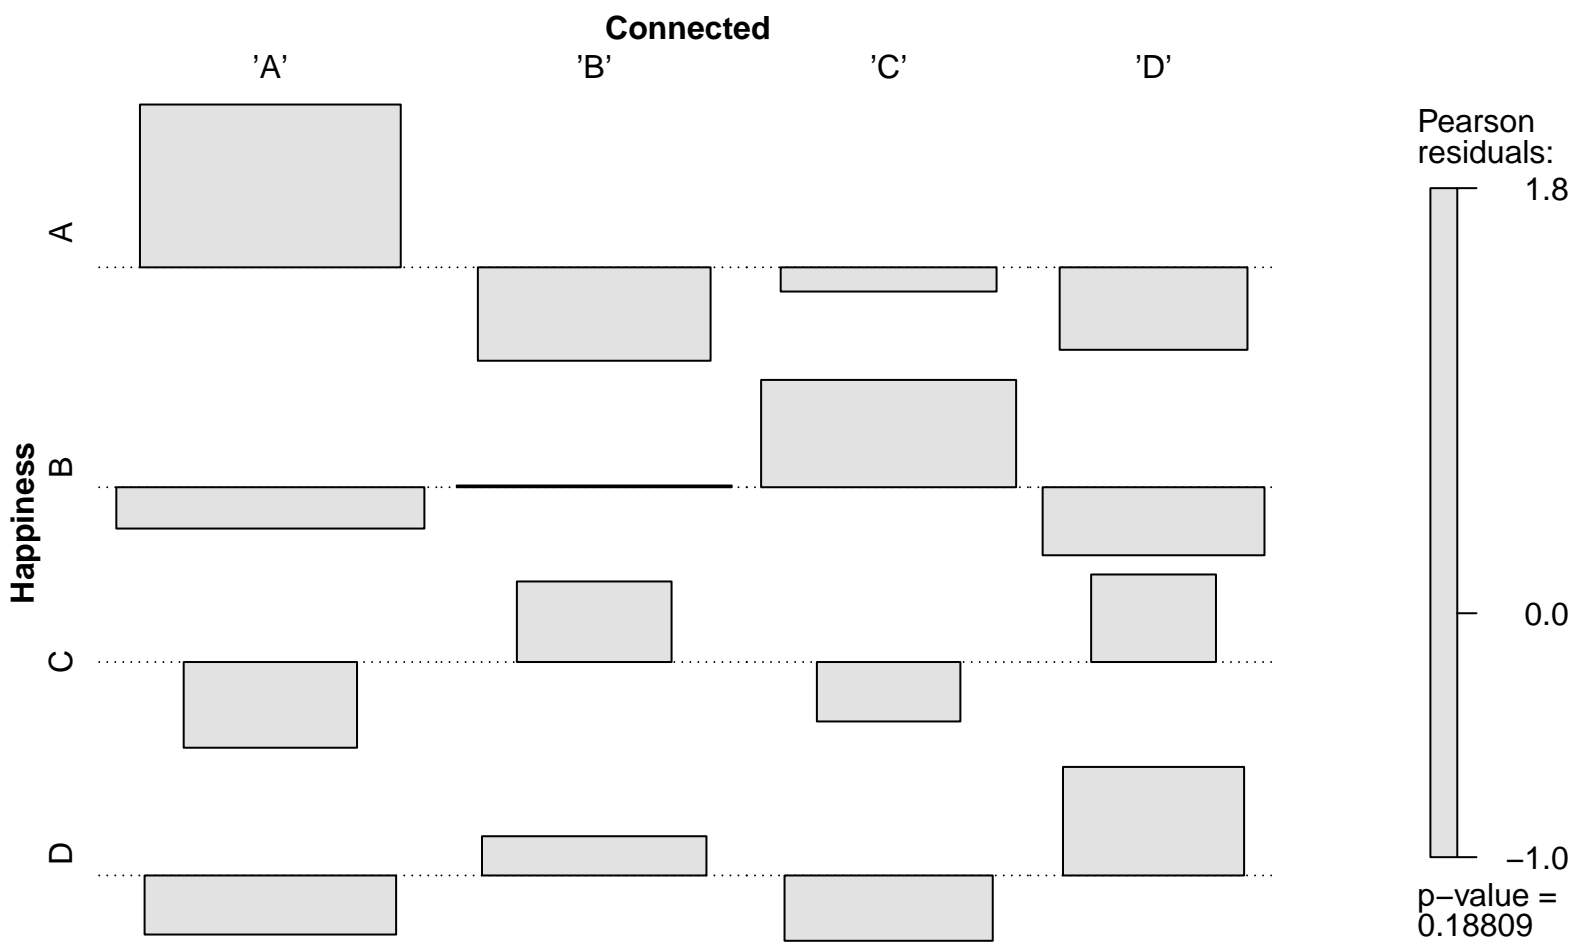 Connected
’A’ ’B’ ’C’ ’D’
Happiness
A
B
C
D
Pearson
residuals:
1.8
0.0
−1.0
p−value =
0.18809